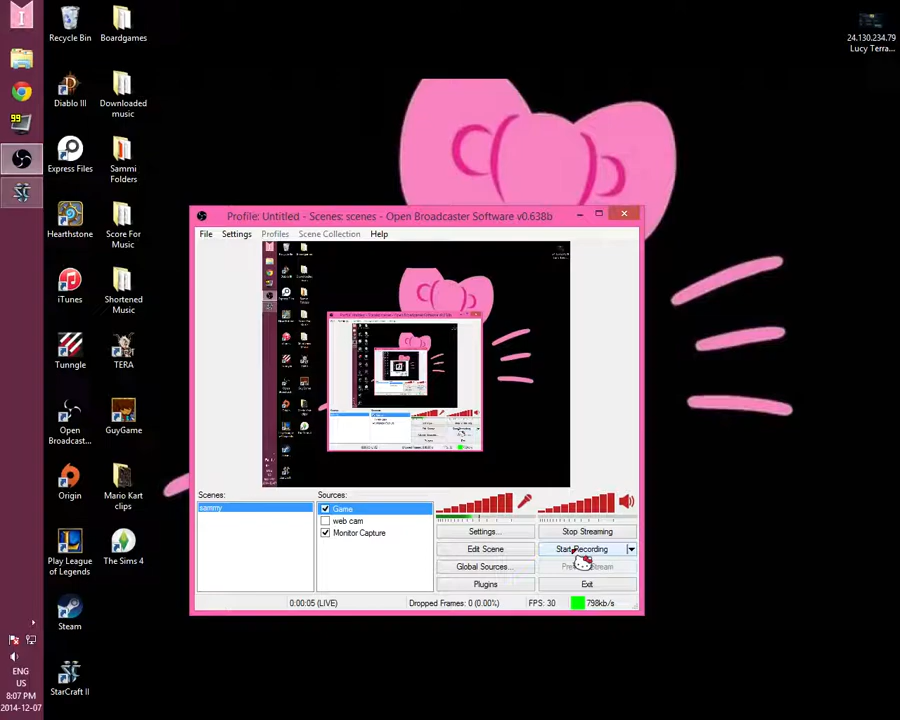 Recycle Bin
Boardgames
24.130.234.79
Lucy Terra...
Diablo III
Downloaded
music
99
Express Files
Sammi
Folders
Profile: Untitled - Scenes: scenes - Open Broadcaster Software v0.638b
File Settings Profiles Scene Collection Help
Hearthstone
Score For
Music
iTunes
Shortened
Music
Tunngle
TERA
Open
Broadcast...
GuyGame
Origin
Mario Kart
clips
Scenes:
sammy
Sources:
Game
web cam
Monitor Capture
Settings...
Stop Streaming
Edit Scene
Start Recording
Global Sources...
Plugins
Exit
0:00:05 (LIVE)
Dropped Frames: 0 (0.00%)
FPS: 30
798kb/s
Play League
of Legends
The Sims 4
Steam
StarCraft II
ENG
US
8:07 PM
2014-12-07